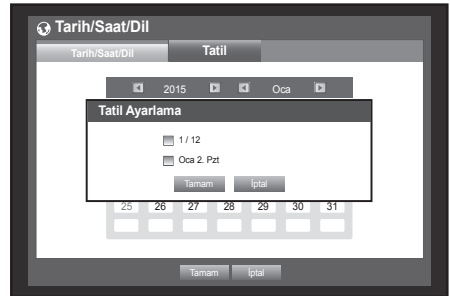 Tarih/Saat/Dil
Tarih/Saat/Dil Tatil
2015 Oca
Tatil Ayarlama
1 / 12
Oca 2. Pzt
Tamam İptal
25 26 27 28 29 30 31
Tamam İptal